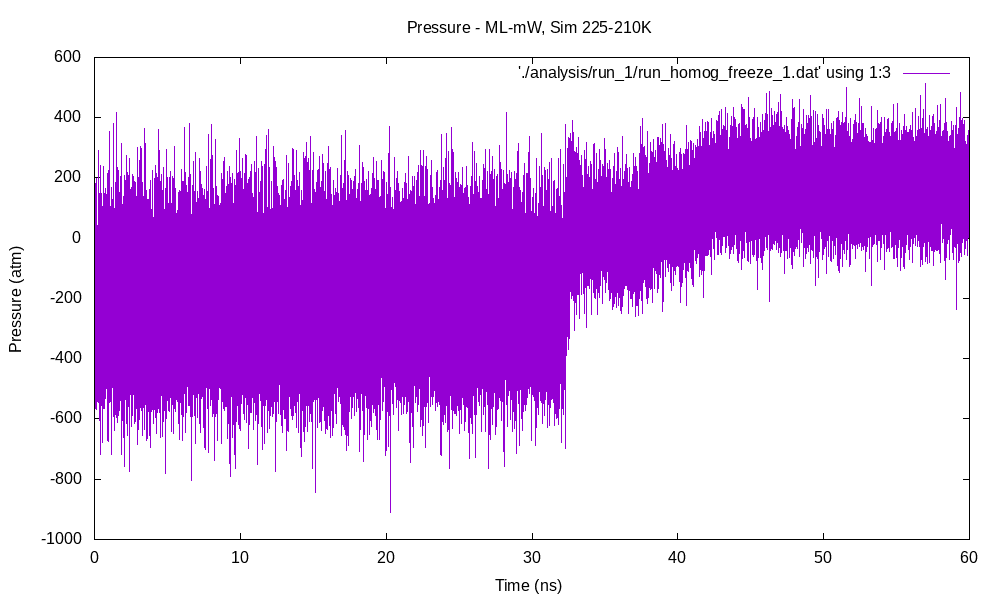 Pressure - ML-mW, Sim 225-210K
'./analysis/run_1/run_homog_freeze_1.dat' using 1:3
600
400
200
0
-200
-400
-600
-800
-1000
Pressure (atm)
0 10 20 30 40 50 60
Time (ns)